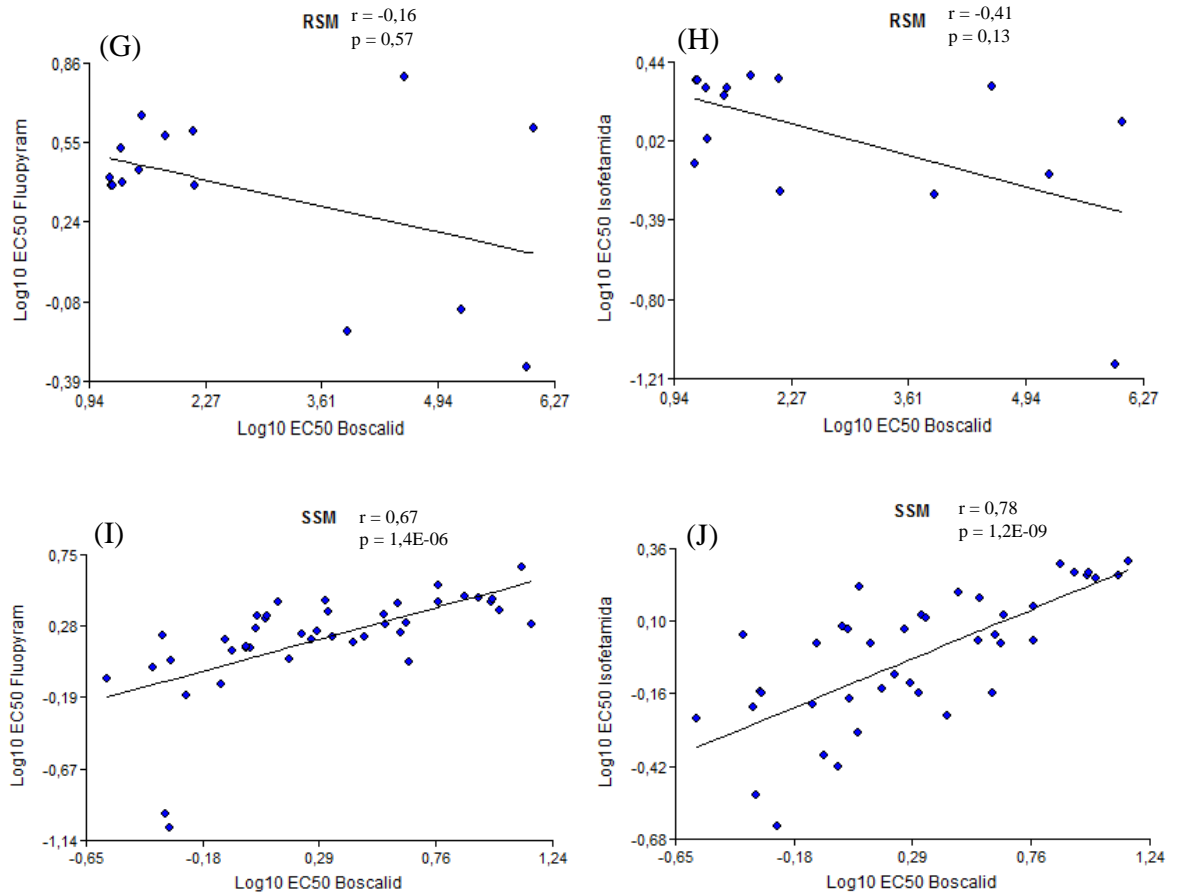 (G)
RSM
r = -0,16
p = 0,57
0,86
0,55
0,24
-0,08
-0,39
Log10 EC50 Fluopyram
0,94
2,27
3,61
4,94
6,27
Log10 EC50 Boscalid
(H)
RSM
r = -0,41
p = 0,13
0,44
0,02
-0,39
-0,80
-1,21
Log10 EC50 Isofetamida
0,94
2,27
3,61
4,94
6,27
Log10 EC50 Boscalid
(I)
SSM
r = 0,67
p = 1,4E-06
0,75
0,28
-0,19
-0,67
-1,14
Log10 EC50 Fluopyram
-0,65
-0,18
0,29
0,76
1,24
Log10 EC50 Boscalid
(J)
SSM
r = 0,78
p = 1,2E-09
0,36
0,10
-0,16
-0,42
-0,68
Log10 EC50 Isofetamida
-0,65
-0,18
0,29
0,76
1,24
Log10 EC50 Boscalid